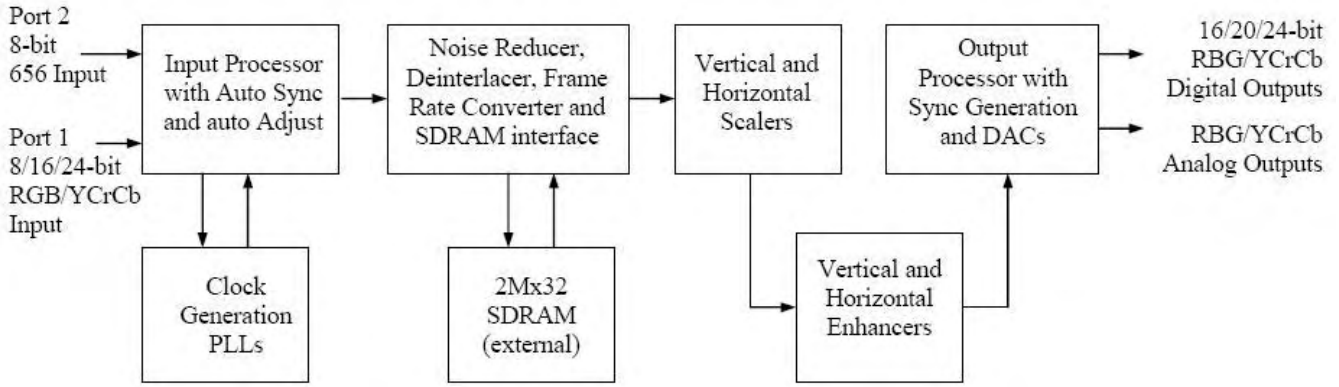 Port 2
8-bit
656 Input
Port 1
8/16/24-bit
RGB/YCrCb
Input
Input Processor
with Auto Sync
and auto Adjust
Clock
Generation
PLLs
Noise Reducer,
Deinterlacer, Frame
Rate Converter and
SDRAM interface
2Mx32
SDRAM
(external)
Vertical and
Horizontal
Scalers
Vertical and
Horizontal
Enhancers
Output
Processor with
Sync Generation
and DACs
16/20/24-bit
RBG/YCrCb
Digital Outputs
RBG/YCrCb
Analog Outputs